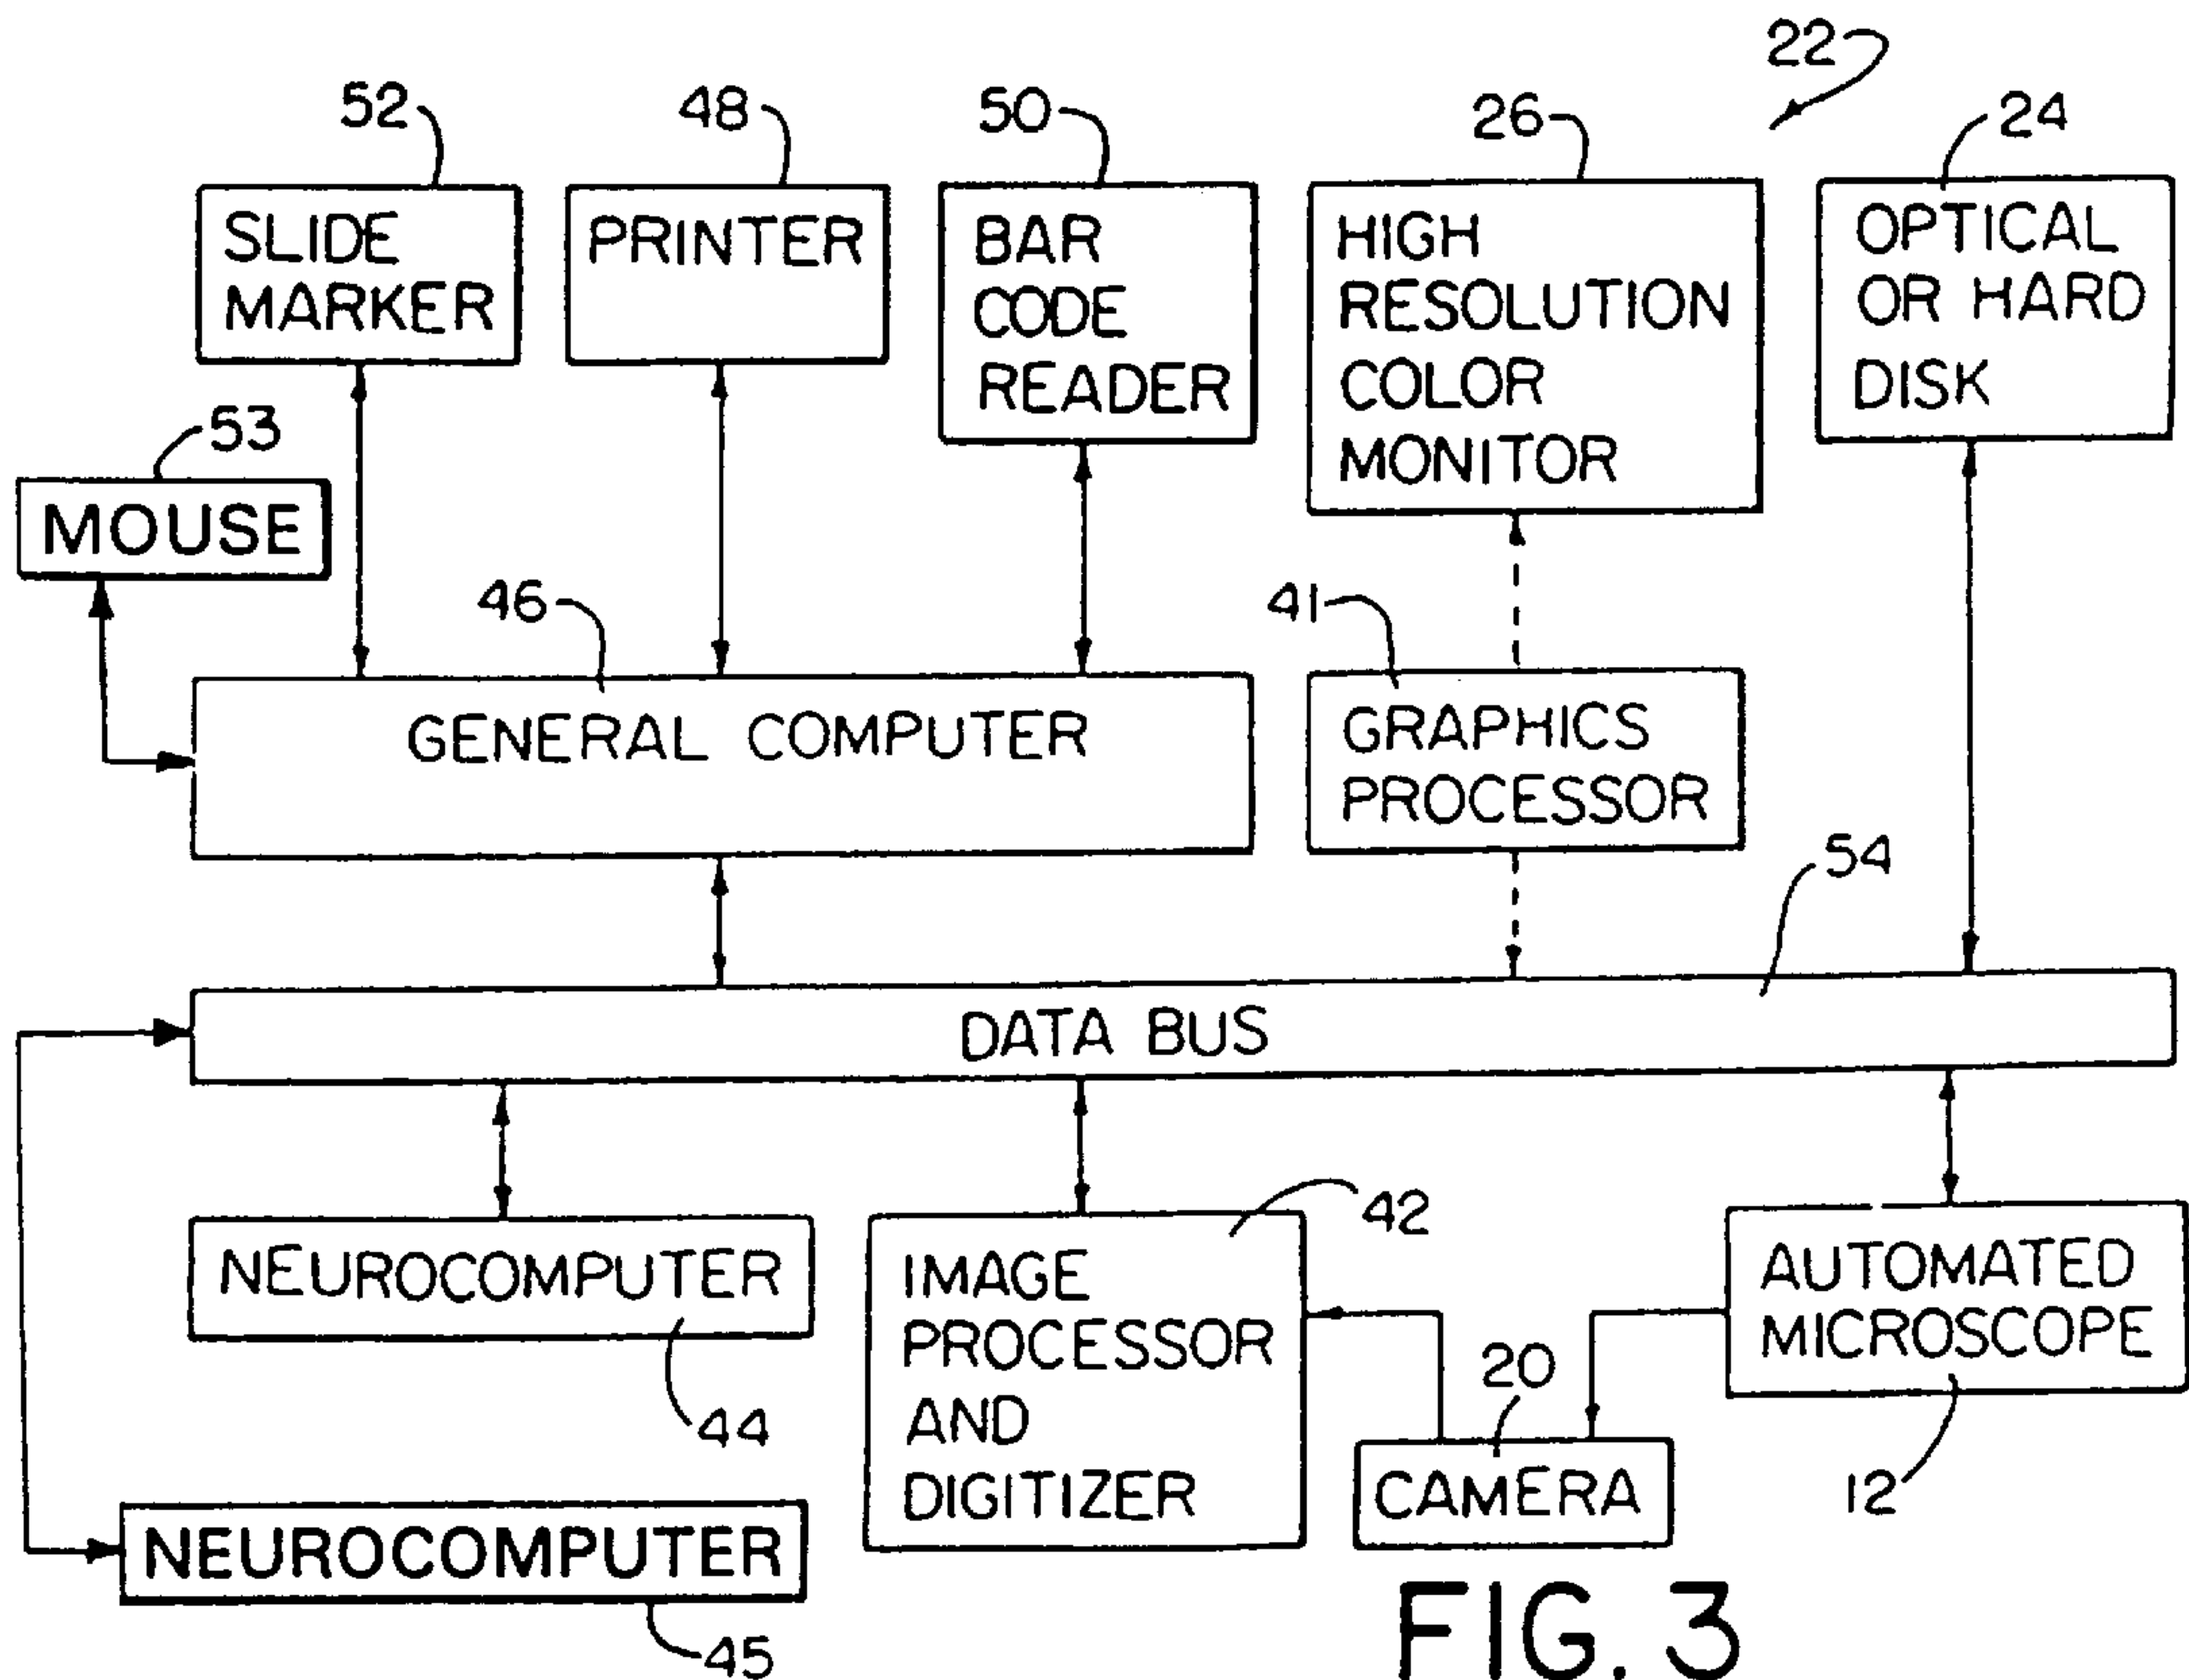 22
52
48
50
26
24
SLIDE
MARKER
PRINTER
BAR
CODE
READER
HIGH
RESOLUTION
COLOR
MONITOR
OPTICAL
OR HARD
DISK
53
MOUSE
46
41
GENERAL COMPUTER
GRAPHICS
PROCESSOR
54
DATA BUS
42
NEUROCOMPUTER
44
IMAGE
PROCESSOR
AND
DIGITIZER
AUTOMATED
MICROSCOPE
20
CAMERA
12
NEUROCOMPUTER
45
FIG. 3